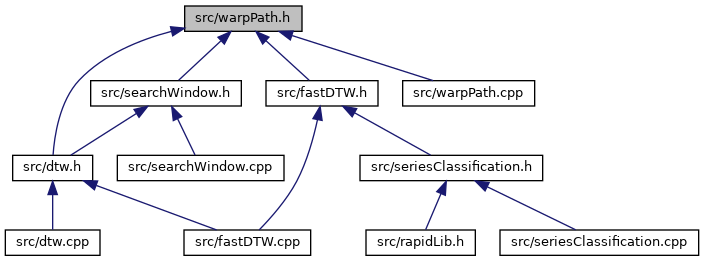 src/warpPath.h
src/searchWindow.h
src/fastDTW.h
src/warpPath.cpp
src/dtw.h
src/searchWindow.cpp
src/seriesClassification.h
src/dtw.cpp
src/fastDTW.cpp
src/rapidLib.h
src/seriesClassification.cpp